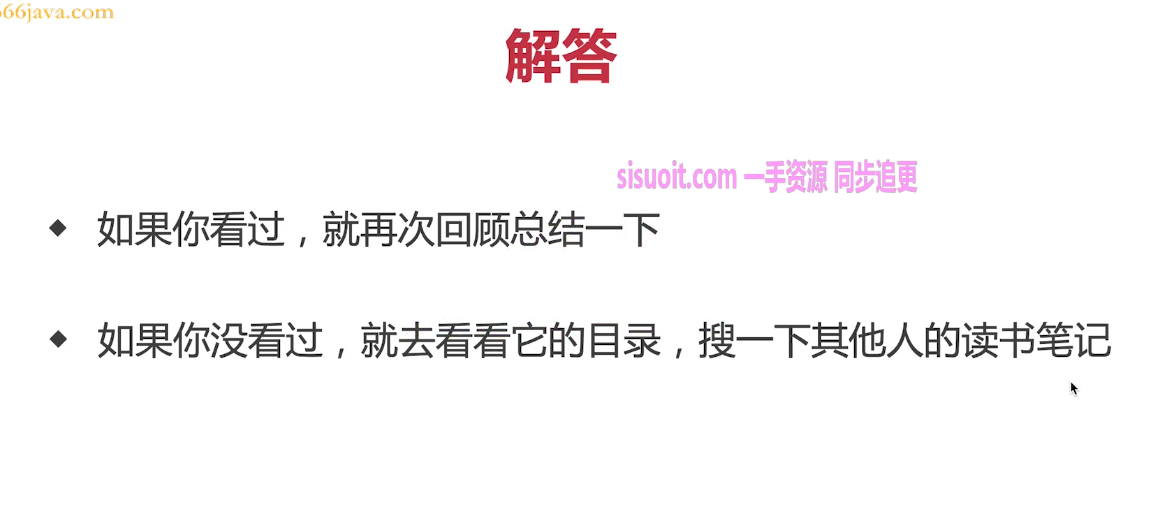 66java.com
解答
sisuoit.com 一手资源 同步追更
◆ 如果你看过，就再次回顾总结一下
◆ 如果你没看过，就去看看它的目录，搜一下其他人的读书笔记